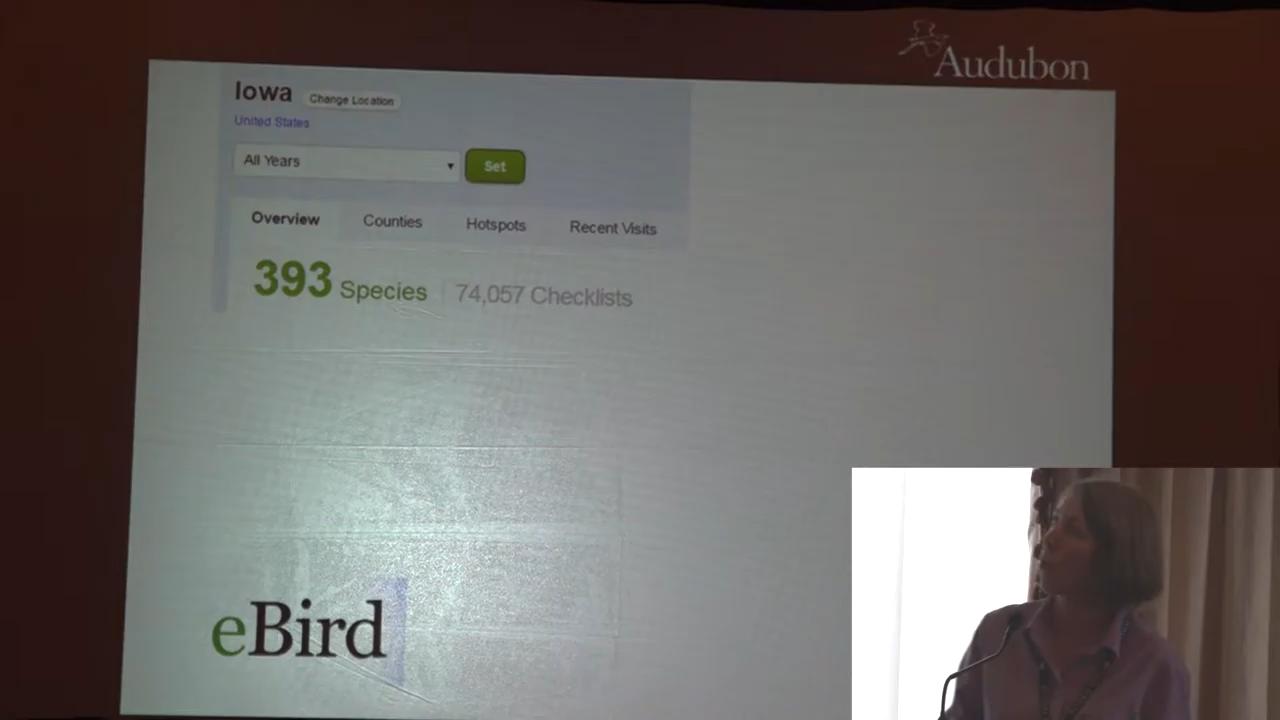 Audubon
Iowa Change Location
United States
All Years Set
Overview Counties Hotspots Recent Visits
393 Species 74,057 Checklists
eBird